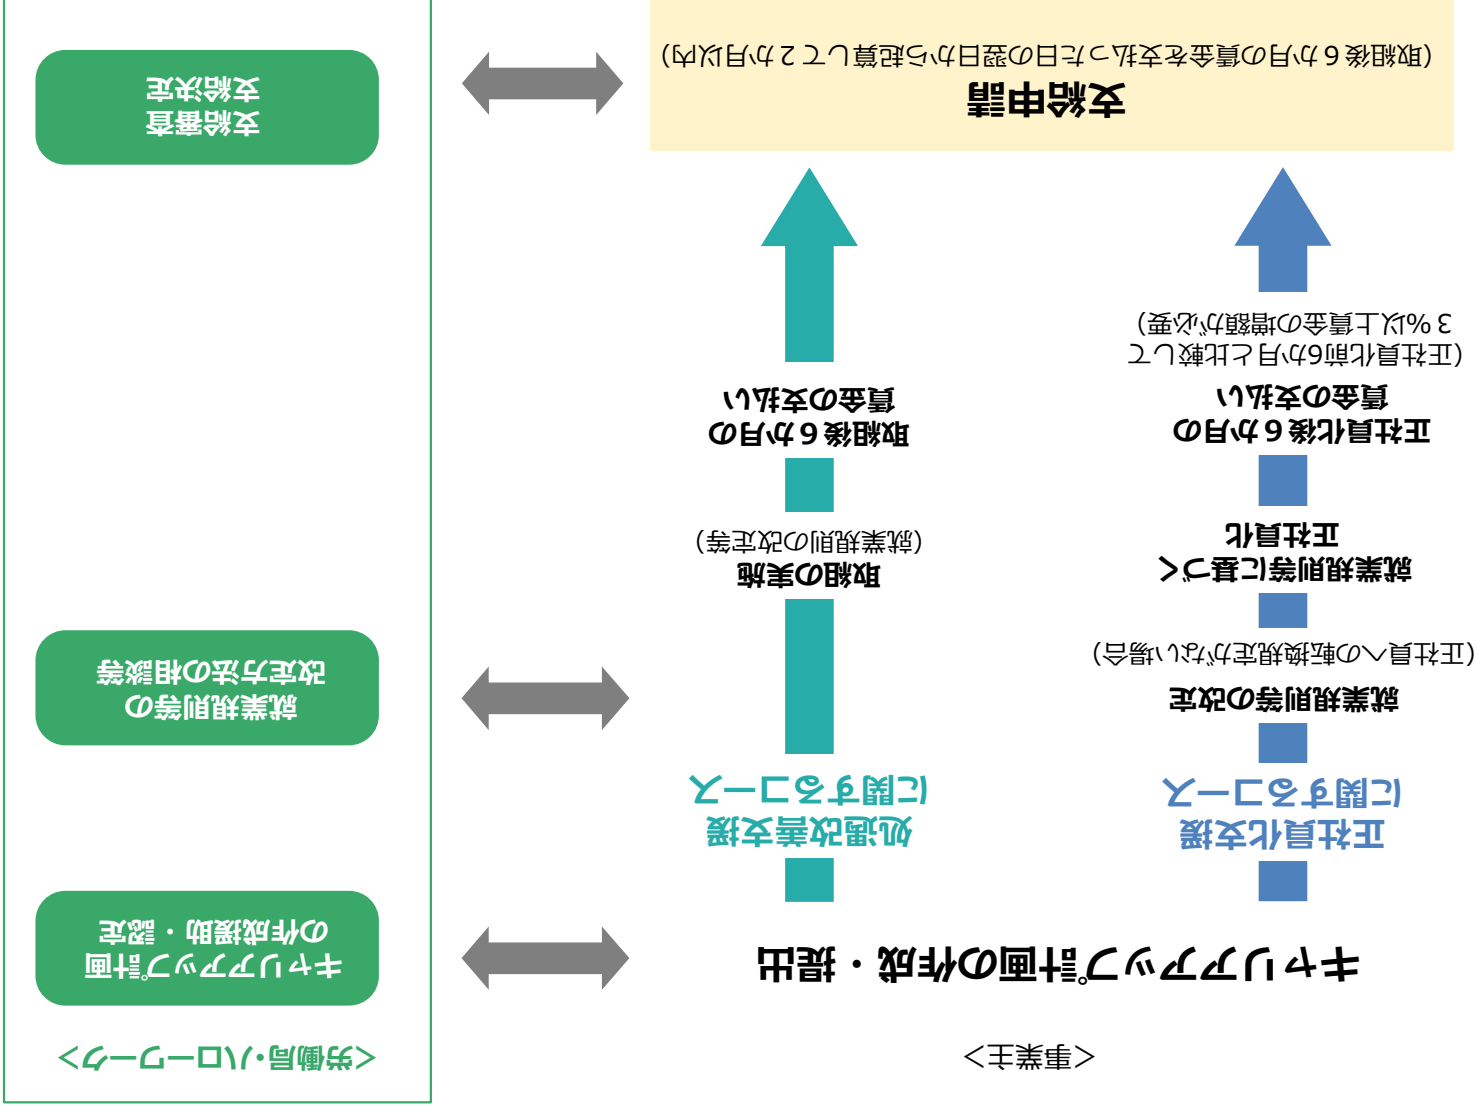 ＜事業主＞
キャリアアップ計画の作成・提出
正社員化支援
に関するコース
就業規則等の改定
(正社員への転換規定がない場合)
就業規則等に基づく
正社員化
正社員化後６か月の
賃金の支払い
(正社員化前6か月と比較して
３%以上賃金の増額が必要)
処遇改善支援
に関するコース
取組の実施
(就業規則の改定等)
取組後６か月の
賃金の支払い
支給申請
(取組後６か月の賃金を支払った日の翌日から起算して２か月以内)
＜労働局・ハローワーク＞
キャリアアップ計画
の作成援助・認定
就業規則等の
改定方法の相談等
支給審査
支給決定